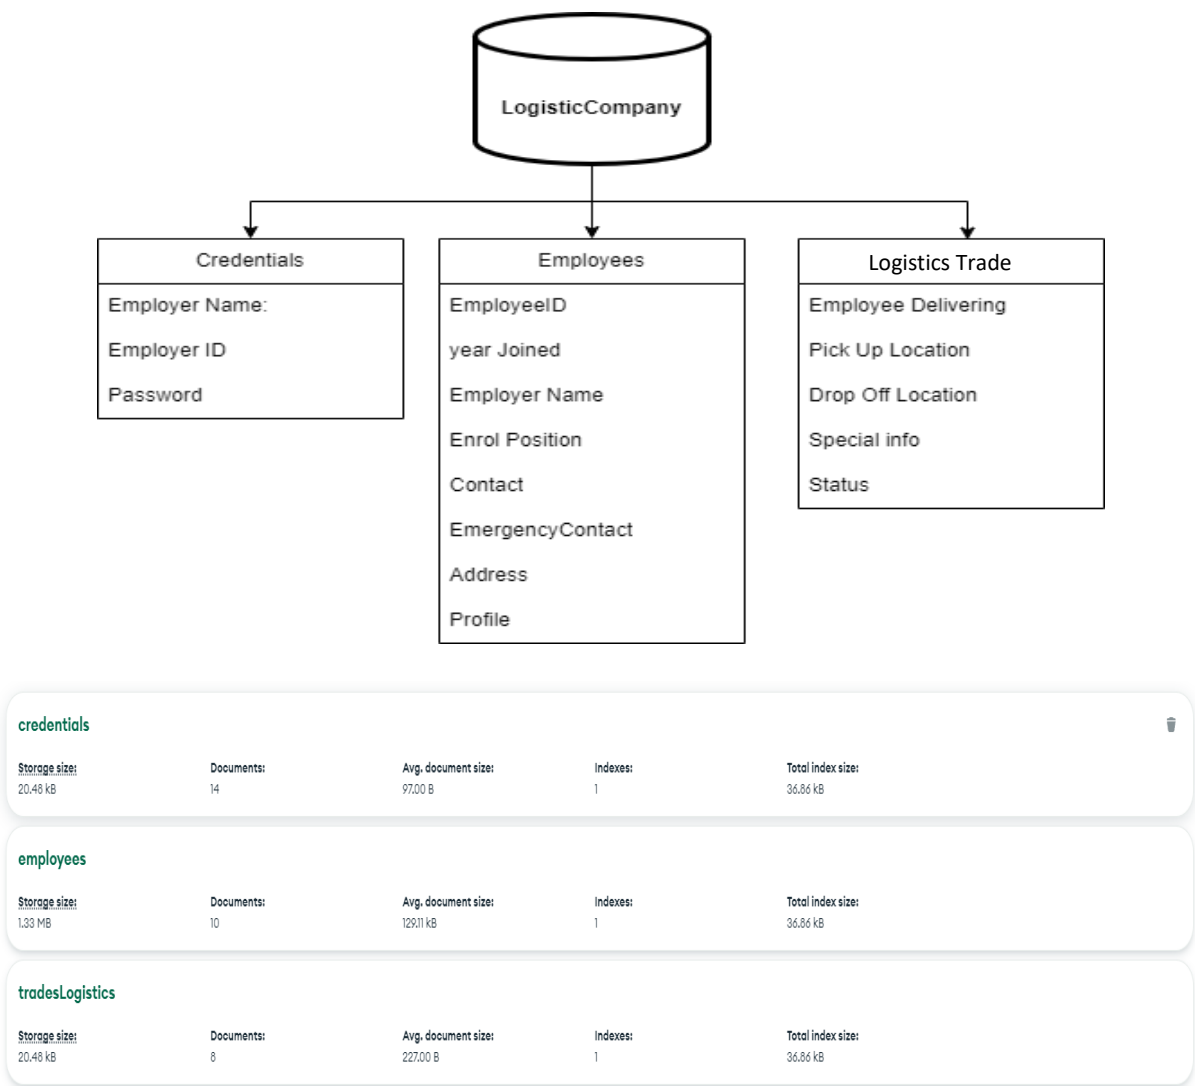 LogisticCompany
Credentials
Employer Name:
Employer ID
Password
Employees
EmployeeID
year Joined
Employer Name
Enrol Position
Contact
EmergencyContact
Address
Profile
Logistics Trade
Employee Delivering
Pick Up Location
Drop Off Location
Special info
Status
credentials
Storage size: Documents: Avg. document size: Indexes: Total index size:
20.48 kB 14 97.00 B 1 36.86 kB
employees
Storage size: Documents: Avg. document size: Indexes: Total index size:
1.33 MB 10 129.11 kB 1 36.86 kB
tradesLogistics
Storage size: Documents: Avg. document size: Indexes: Total index size:
20.48 kB 8 227.00 B 1 36.86 kB